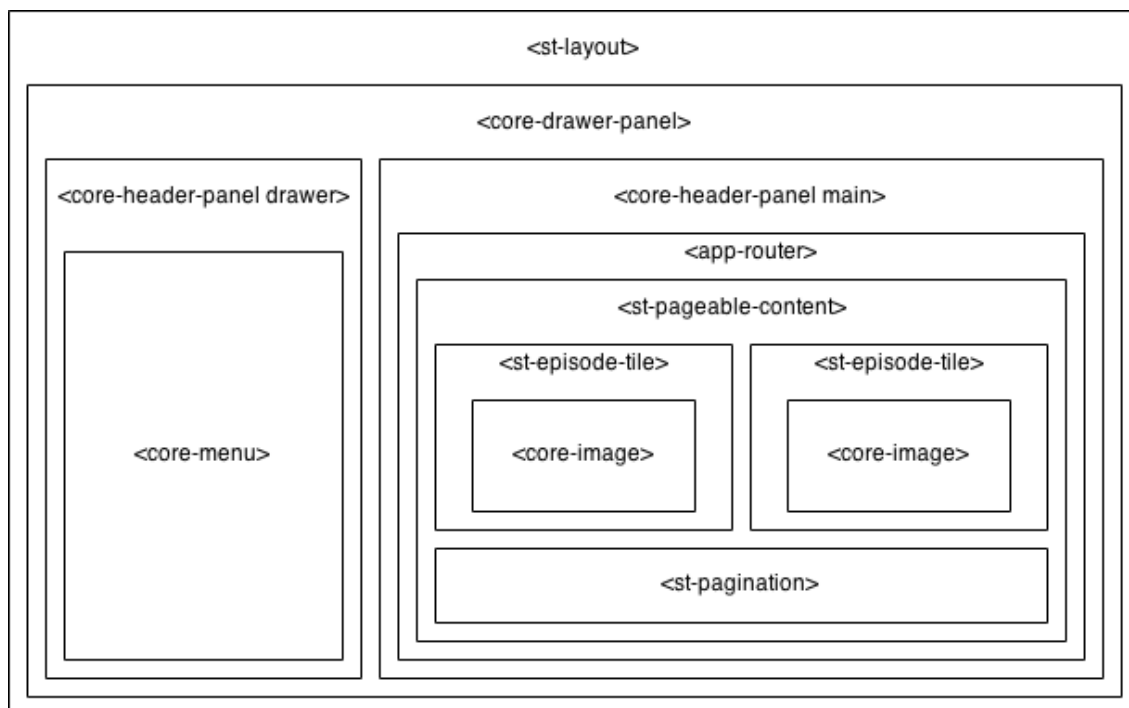 <st-layout>
<core-drawer-panel>
<core-header-panel drawer>
<core-menu>
<core-header-panel main>
<app-router>
<st-pageable-content>
<st-episode-tile>
<core-image>
<st-episode-tile>
<core-image>
<st-pagination>